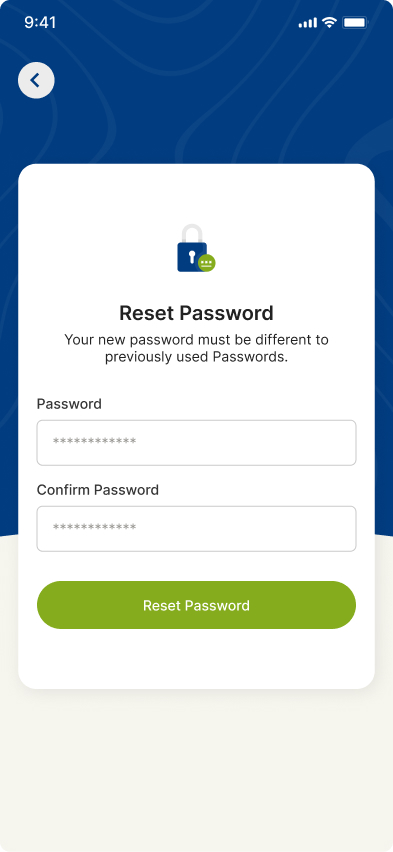 9:41
Reset Password
Your new password must be different to
previously used Passwords.
Password
************
Confirm Password
************
Reset Password